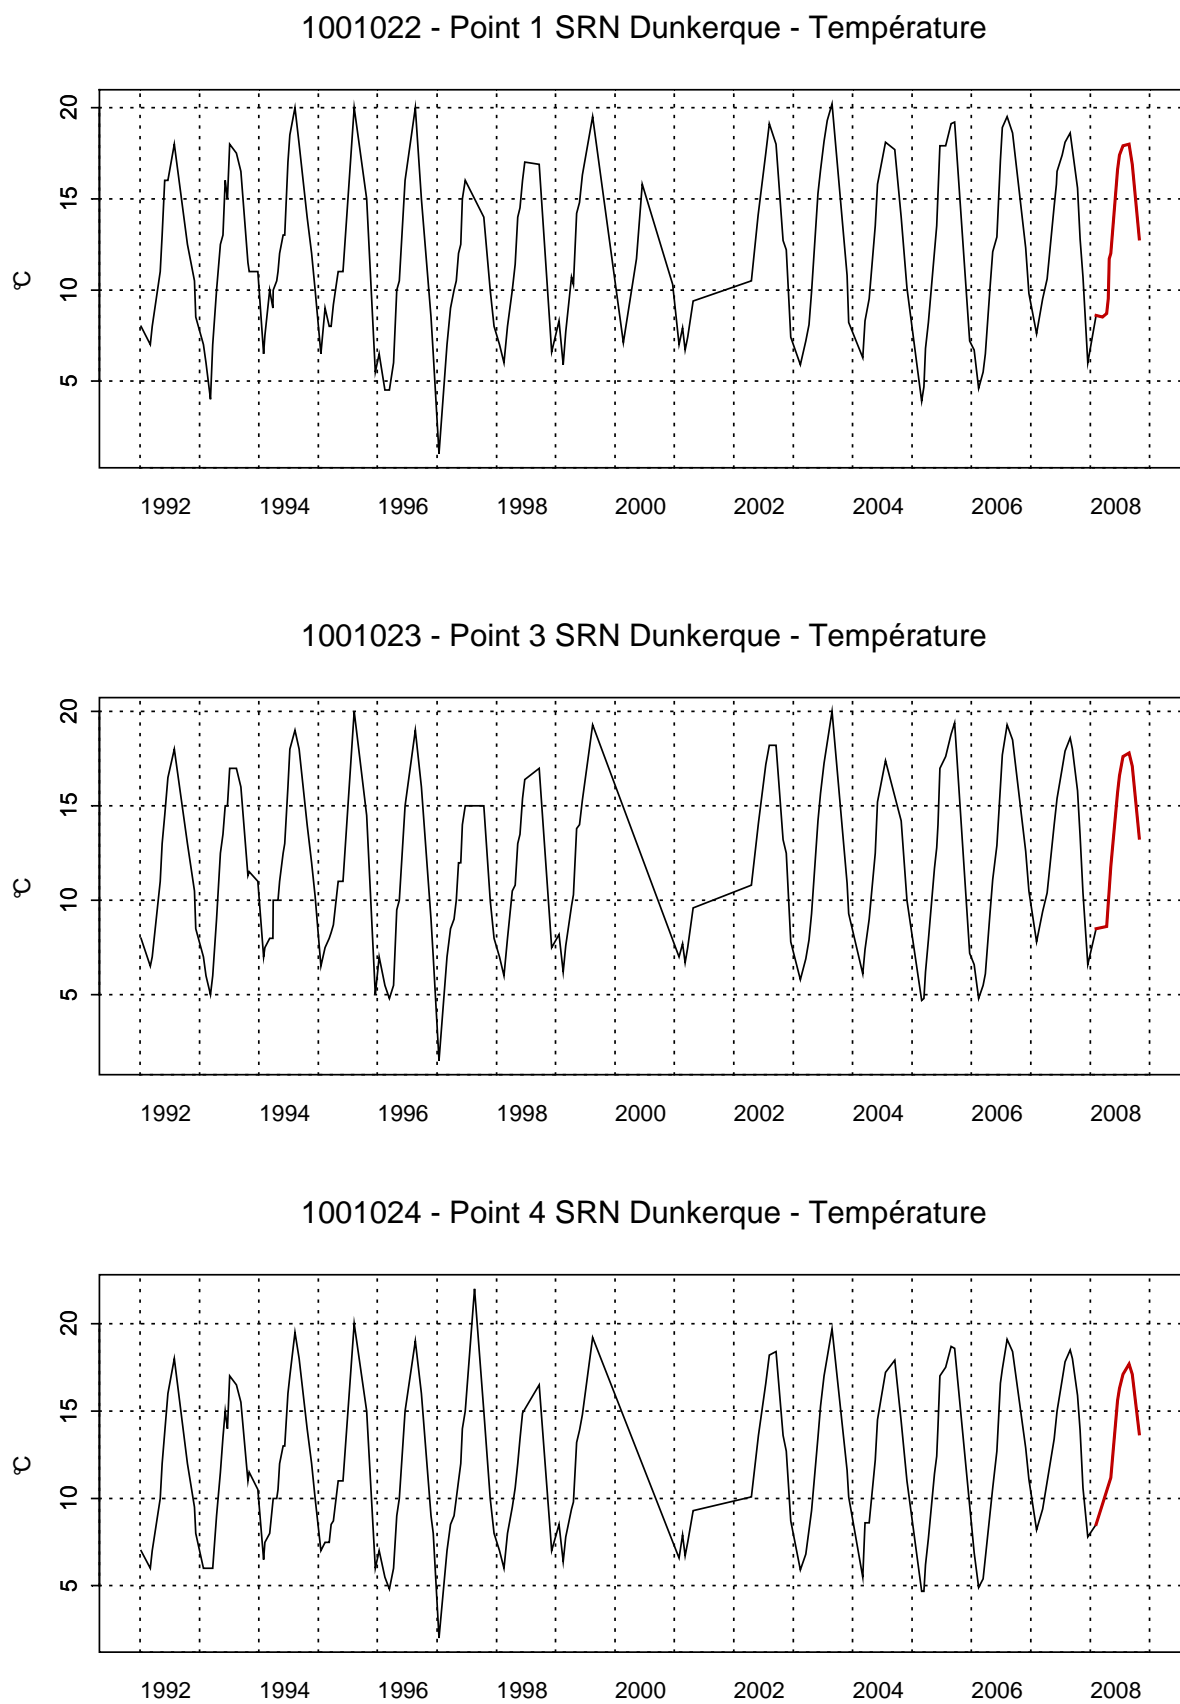 1001022 - Point 1 SRN Dunkerque - Température
20
15
10
5
°C
1992 1994 1996 1998 2000 2002 2004 2006 2008
1001023 - Point 3 SRN Dunkerque - Température
20
15
10
5
°C
1992 1994 1996 1998 2000 2002 2004 2006 2008
1001024 - Point 4 SRN Dunkerque - Température
20
15
10
5
°C
1992 1994 1996 1998 2000 2002 2004 2006 2008